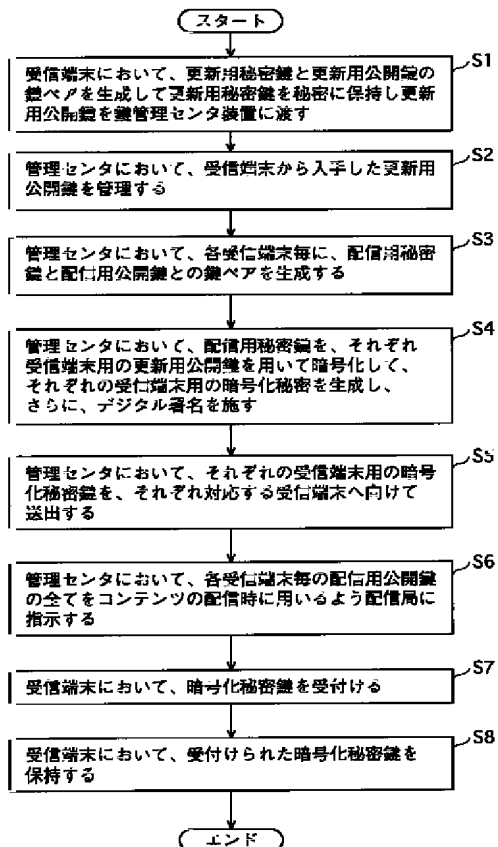 スタート
S1
受信端末において、更新用秘密鍵と更新用公開鍵の
鍵ペアを生成して更新用秘密鍵を秘密に保持し更新
用公開鍵を鍵管理センタ装置に渡す
S2
管理センタにおいて、受信端末から入手した更新用
公開鍵を管理する
S3
管理センタにおいて、各受信端末毎に、配信用秘密
鍵と配信用公開鍵との鍵ペアを生成する
S4
管理センタにおいて、配信用秘密鍵を、それぞれ
受信端末用の更新用公開鍵を用いて暗号化して、
それぞれの受信端末用の暗号化秘密を生成し、
さらに、デジタル署名を施す
S5
管理センタにおいて、それぞれの受信端末用の暗号
化秘密鍵を、それぞれ対応する受信端末へ向けて
送出する
S6
管理センタにおいて、各受信端末毎の配信用公開鍵
の全てをコンテンツの配信時に用いるよう配信局に
指示する
S7
受信端末において、暗号化秘密鍵を受付ける
S8
受信端末において、受付けられた暗号化秘密鍵を
保持する
エンド